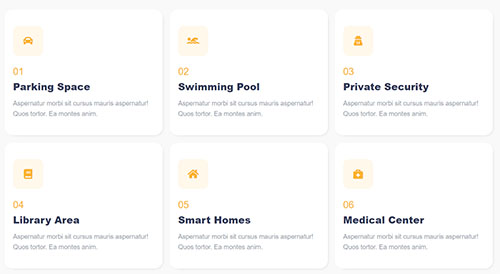 01
Parking Space
Aspernatur morbi sit cursus mauris aspernatur!
Quos tortor. Ea montes anim.
02
Swimming Pool
Aspernatur morbi sit cursus mauris aspernatur!
Quos tortor. Ea montes anim.
03
Private Security
Aspernatur morbi sit cursus mauris aspernatur!
Quos tortor. Ea montes anim.
04
Library Area
Aspernatur morbi sit cursus mauris aspernatur!
Quos tortor. Ea montes anim.
05
Smart Homes
Aspernatur morbi sit cursus mauris aspernatur!
Quos tortor. Ea montes anim.
06
Medical Center
Aspernatur morbi sit cursus mauris aspernatur!
Quos tortor. Ea montes anim.